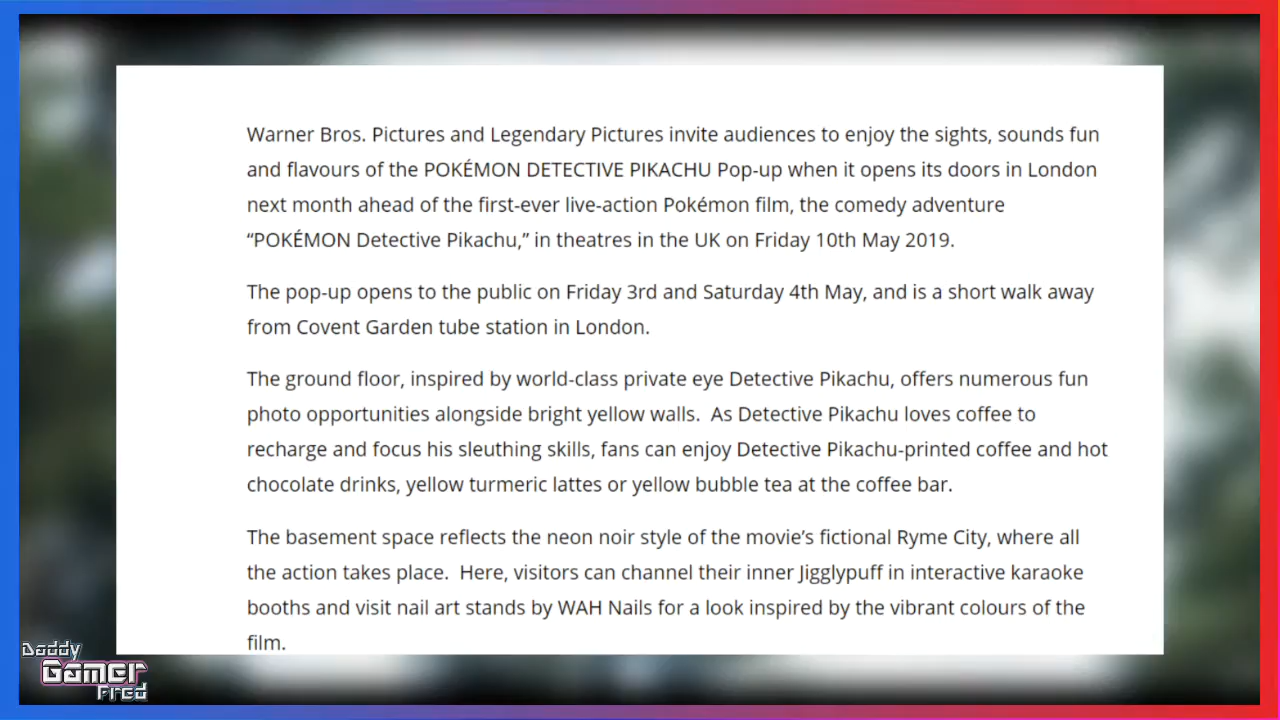 Warner Bros. Pictures and Legendary Pictures invite audiences to enjoy the sights, sounds fun
and flavours of the POKÉMON DETECTIVE PIKACHU Pop-up when it opens its doors in London
next month ahead of the first-ever live-action Pokémon film, the comedy adventure
“POKÉMON Detective Pikachu,” in theatres in the UK on Friday 10th May 2019.
The pop-up opens to the public on Friday 3rd and Saturday 4th May, and is a short walk away
from Covent Garden tube station in London.
The ground floor, inspired by world-class private eye Detective Pikachu, offers numerous fun
photo opportunities alongside bright yellow walls.  As Detective Pikachu loves coffee to
recharge and focus his sleuthing skills, fans can enjoy Detective Pikachu-printed coffee and hot
chocolate drinks, yellow turmeric lattes or yellow bubble tea at the coffee bar.
The basement space reflects the neon noir style of the movie’s fictional Ryme City, where all
the action takes place.  Here, visitors can channel their inner Jigglypuff in interactive karaoke
booths and visit nail art stands by WAH Nails for a look inspired by the vibrant colours of the
film.
Daddy
Gamer
Fred